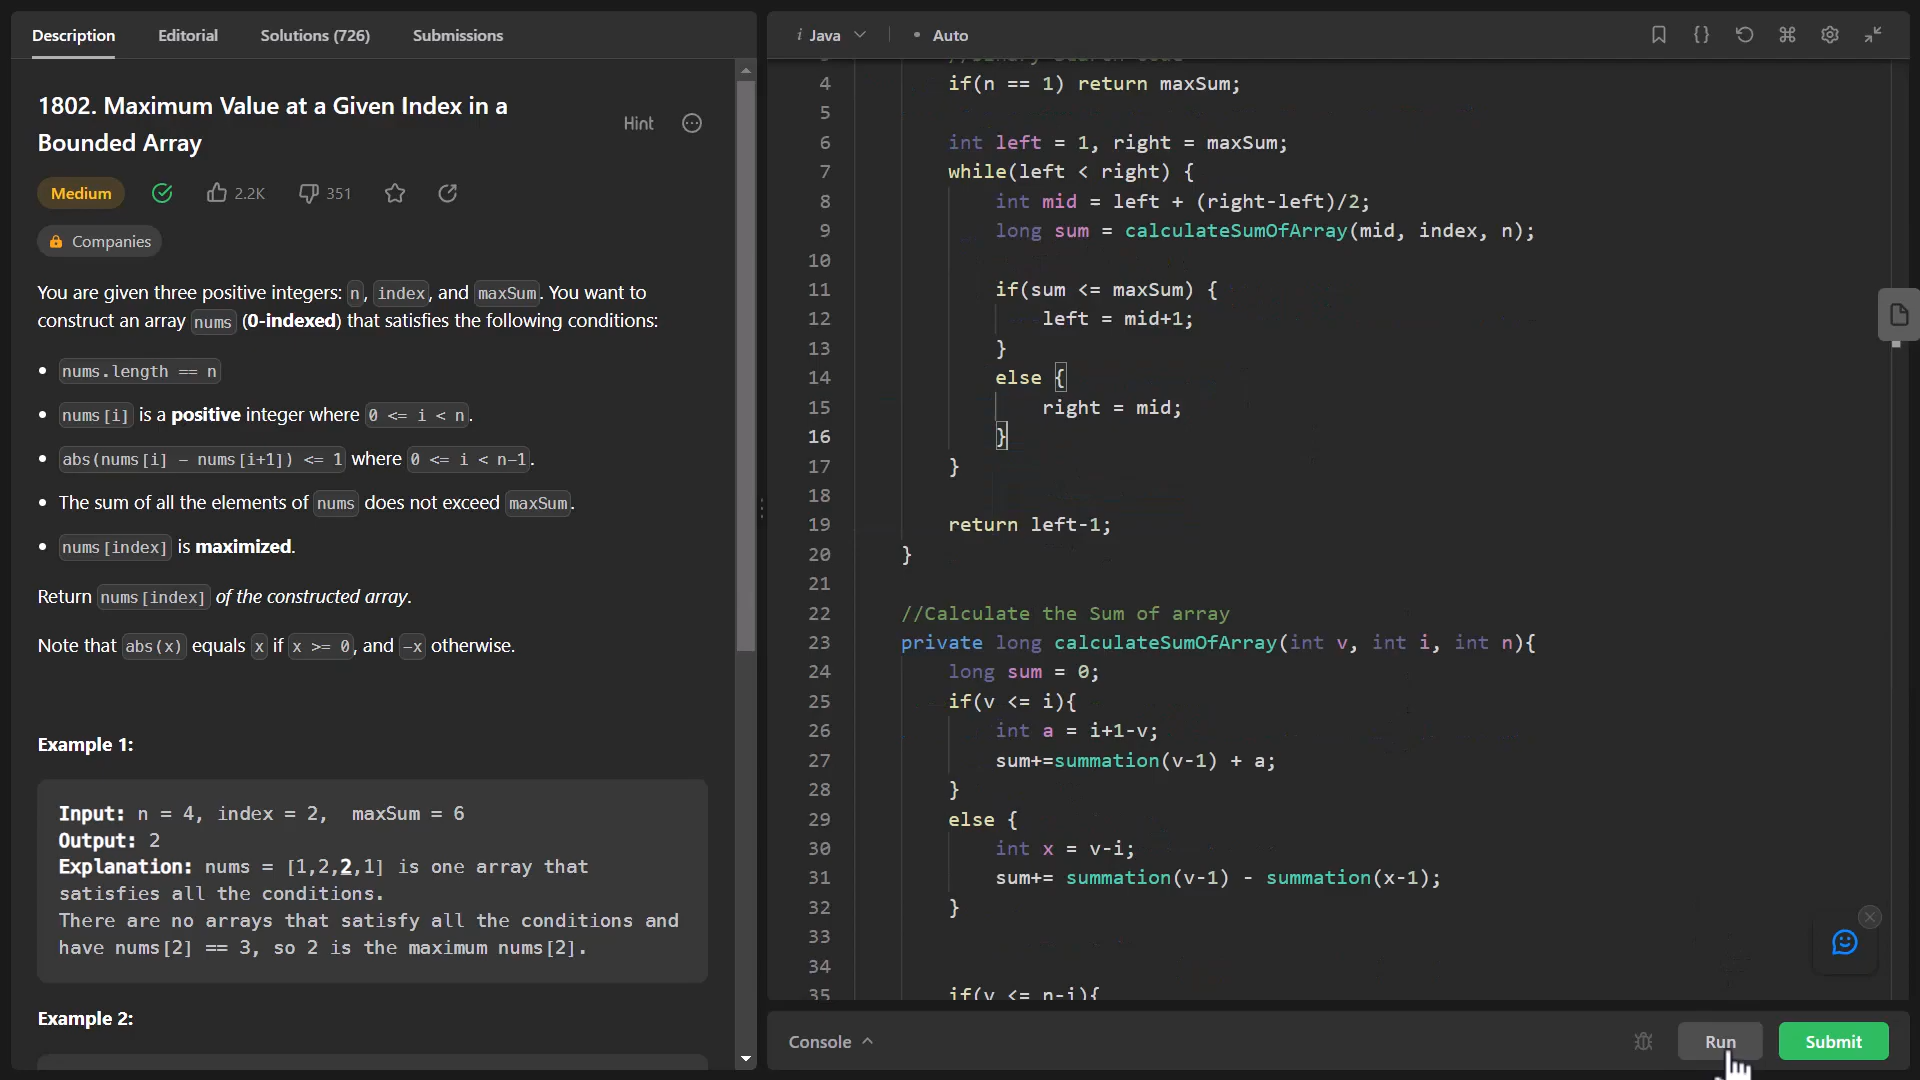 Description Editorial Solutions (726) Submissions
1802. Maximum Value at a Given Index in a
Bounded Array
Hint
Medium 2.2K 351
Companies
You are given three positive integers: n, index, and maxSum. You want to
construct an array nums (0-indexed) that satisfies the following conditions:
• nums.length == n
• nums[i] is a positive integer where 0 <= i < n.
• abs(nums[i] - nums[i+1]) <= 1 where 0 <= i < n-1.
• The sum of all the elements of nums does not exceed maxSum.
• nums[index] is maximized.
Return nums[index] of the constructed array.
Note that abs(x) equals x if x >= 0, and -x otherwise.
Example 1:
Input: n = 4, index = 2,  maxSum = 6
Output: 2
Explanation: nums = [1,2,2,1] is one array that
satisfies all the conditions.
There are no arrays that satisfy all the conditions and
have nums[2] == 3, so 2 is the maximum nums[2].
Example 2:
i Java • Auto
4 if(n == 1) return maxSum;
5
6 int left = 1, right = maxSum;
7 while(left < right) {
8 int mid = left + (right-left)/2;
9 long sum = calculateSumOfArray(mid, index, n);
10
11 if(sum <= maxSum) {
12 left = mid+1;
13 }
14 else {
15 right = mid;
16 }
17 }
18
19 return left-1;
20 }
21
22 //Calculate the Sum of array
23 private long calculateSumOfArray(int v, int i, int n){
24 long sum = 0;
25 if(v <= i){
26 int a = i+1-v;
27 sum+=summation(v-1) + a;
28 }
29 else {
30 int x = v-i;
31 sum+= summation(v-1) - summation(x-1);
32 }
33
34
35 if(v <= n-i){
Console Run Submit